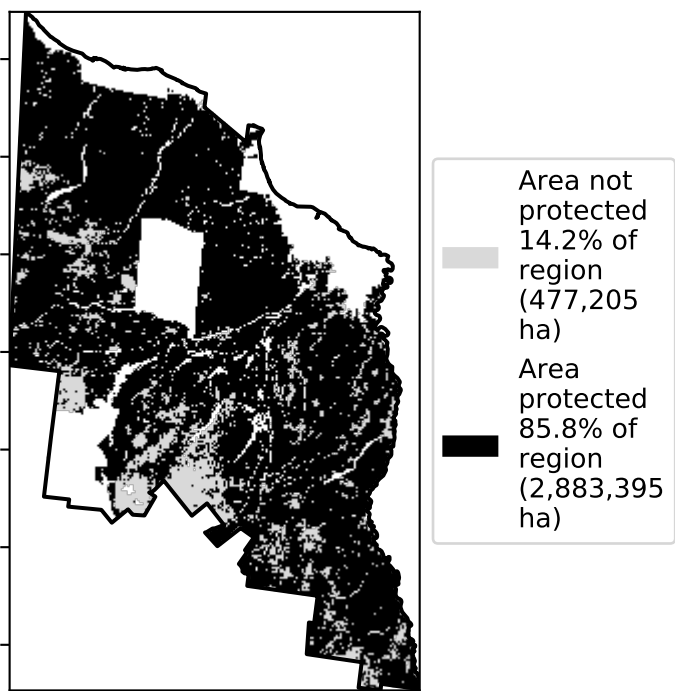 Area not
protected
14.2% of
region
(477,205
ha)
Area
protected
85.8% of
region
(2,883,395
ha)